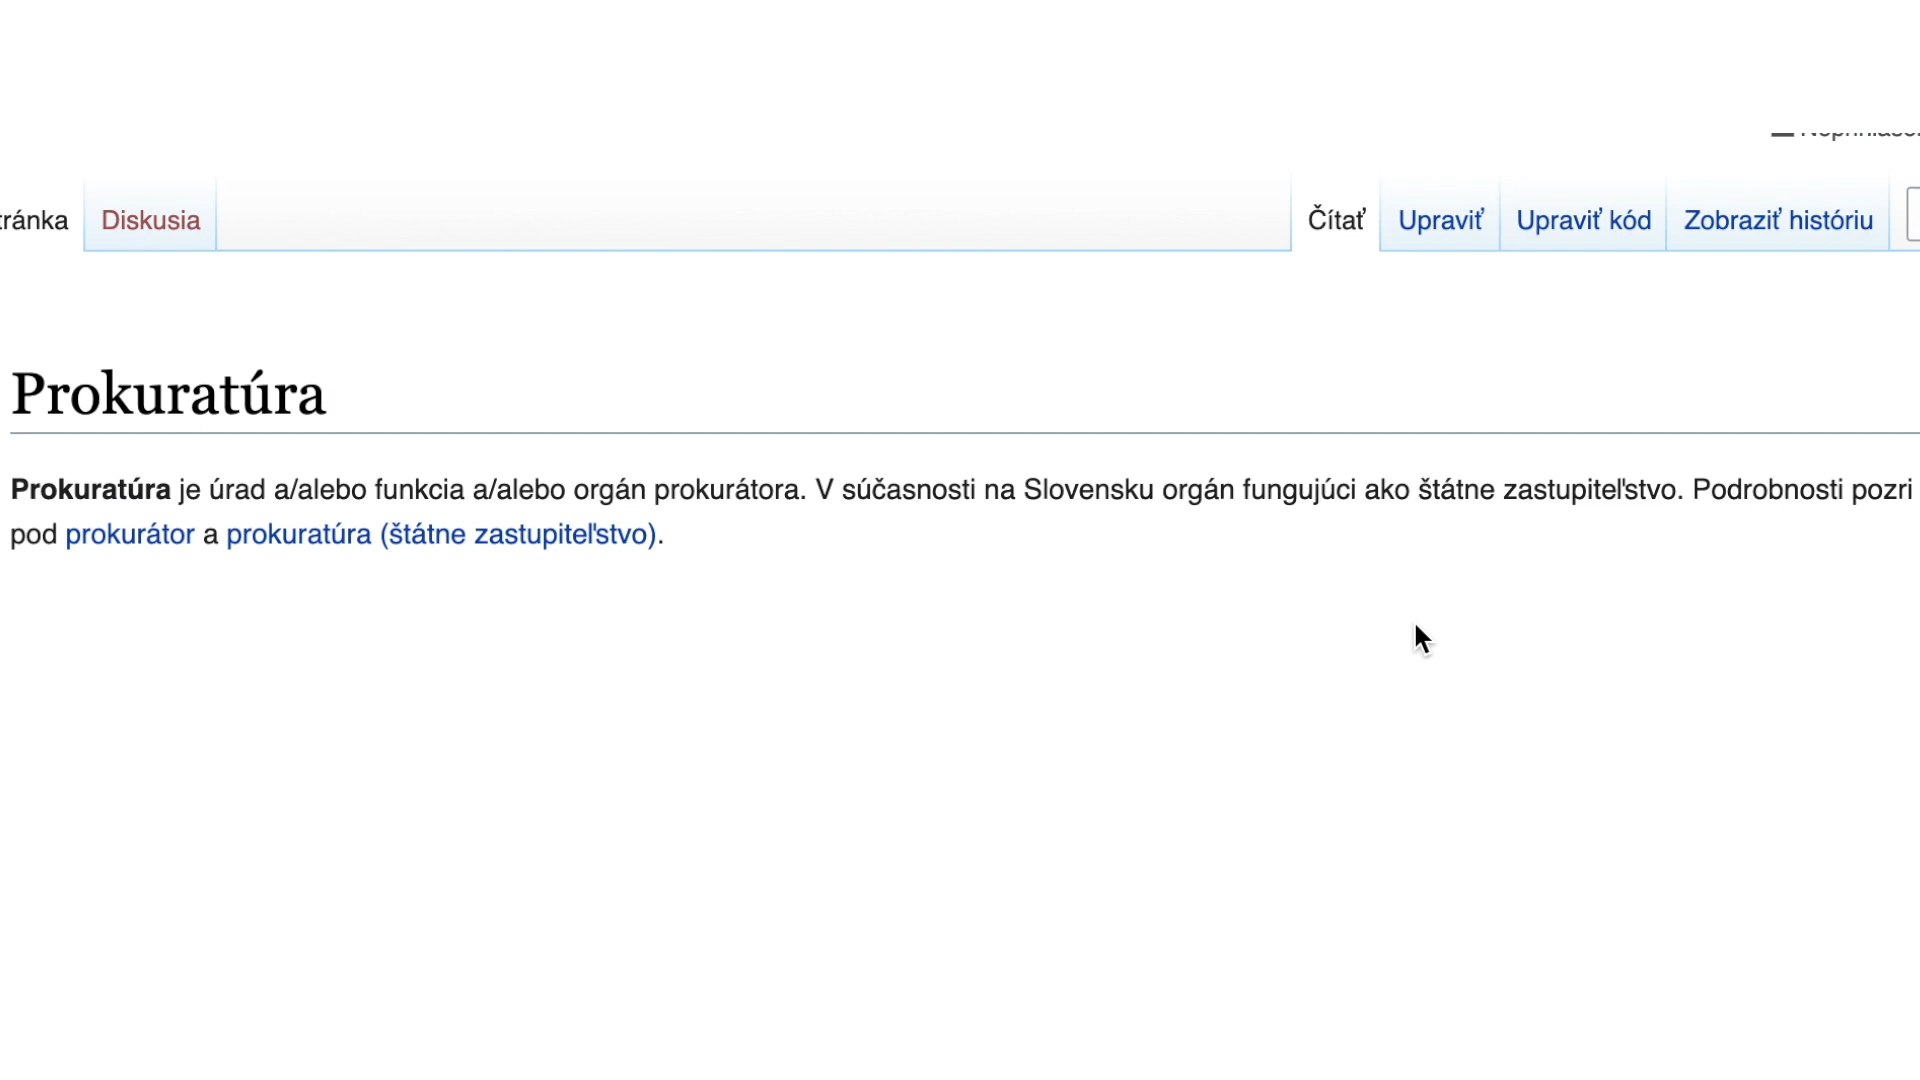 Diskusia Čítať Upraviť Upraviť kód Zobraziť históriu
Prokuratúra
Prokuratúra je úrad a/alebo funkcia a/alebo orgán prokurátora. V súčasnosti na Slovensku orgán fungujúci ako štátne zastupiteľstvo. Podrobnosti pozri
pod prokurátor a prokuratúra (štátne zastupiteľstvo).